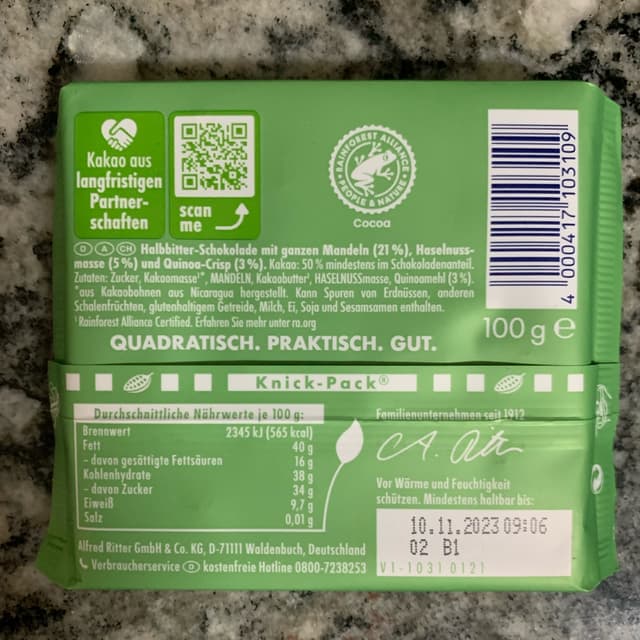 Kakao aus
langfristigen
Partner-
schaften
scan
me
RAINFOREST ALLIANCE
PEOPLE & NATURE
Cocoa
4 000417 103109
D A CH Halbbitter-Schokolade mit ganzen Mandeln (21 %), Haselnuss-
masse (5 %) und Quinoa-Crisp (3 %). Kakao: 50 % mindestens im Schokoladenanteil.
Zutaten: Zucker, Kakaomasse¹*, MANDELN, Kakaobutter¹, HASELNUSSmasse, Quinoamehl (3 %).
*aus Kakaobohnen aus Nicaragua hergestellt. Kann Spuren von Erdnüssen, anderen
Schalenfrüchten, glutenhaltigem Getreide, Milch, Ei, Soja und Sesamsamen enthalten.
¹Rainforest Alliance Certified. Erfahren Sie mehr unter ra.org
100 g e
QUADRATISCH. PRAKTISCH. GUT.
Knick-Pack®
Durchschnittliche Nährwerte je 100 g:
Brennwert 2345 kJ (565 kcal)
Fett 40 g
– davon gesättigte Fettsäuren 16 g
Kohlenhydrate 38 g
– davon Zucker 34 g
Eiweiß 9,7 g
Salz 0,01 g
Familienunternehmen seit 1912
Vor Wärme und Feuchtigkeit
schützen. Mindestens haltbar bis:
10.11.2023 09:06
02 B1
V1-1031 0121
Alfred Ritter GmbH & Co. KG, D-71111 Waldenbuch, Deutschland
Verbraucherservice D kostenfreie Hotline 0800-7238253